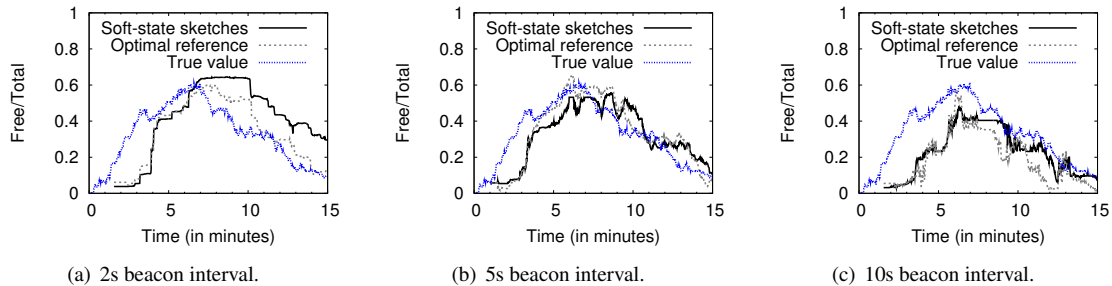 Free/Total
1
0.8
0.6
0.4
0.2
0
Soft-state sketches
Optimal reference
True value
0 5 10 15
Time (in minutes)
(a) 2s beacon interval.
Free/Total
1
0.8
0.6
0.4
0.2
0
Soft-state sketches
Optimal reference
True value
0 5 10 15
Time (in minutes)
(b) 5s beacon interval.
Free/Total
1
0.8
0.6
0.4
0.2
0
Soft-state sketches
Optimal reference
True value
0 5 10 15
Time (in minutes)
(c) 10s beacon interval.